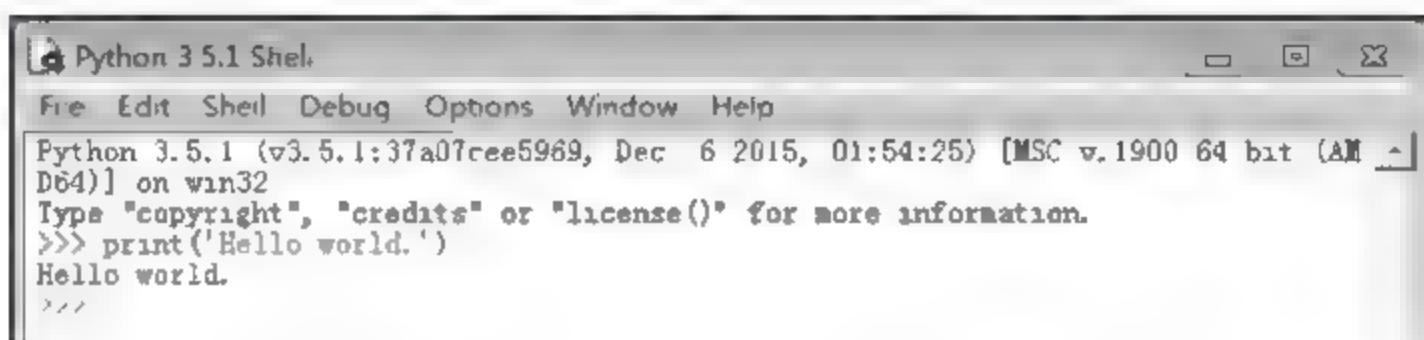 Python 3.5.1 Shell
File Edit Shell Debug Options Window Help
Python 3.5.1 (v3.5.1:37a07cee5969, Dec  6 2015, 01:54:25) [MSC v.1900 64 bit (AM
D64)] on win32
Type "copyright", "credits" or "license()" for more information.
>>> print('Hello world.')
Hello world.
>>>